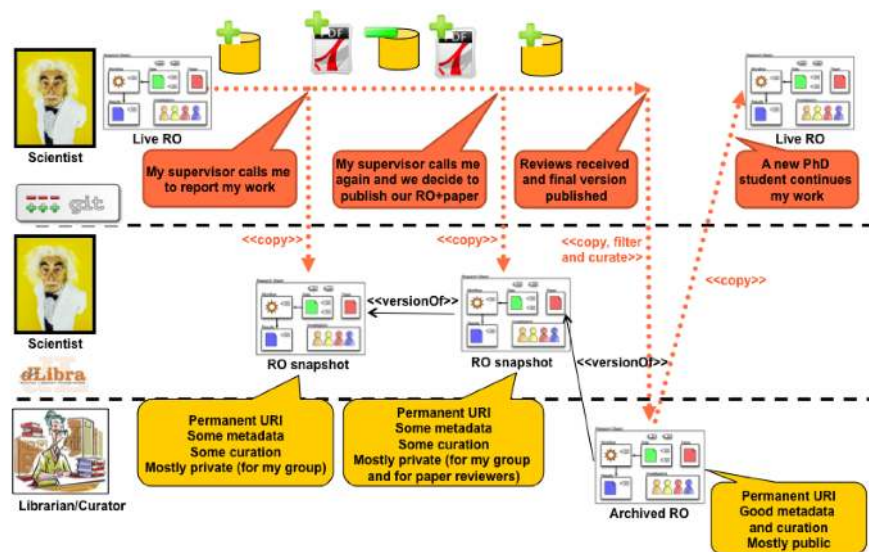 PDF
PDF
Live RO
Live RO
Scientist
My supervisor calls me
to report my work
My supervisor calls me
again and we decide to
publish our RO+paper
Reviews received
and final version
published
A new PhD
student continues
my work
git
<<copy>>
<<copy>>
<<copy, filter
and curate>>
<<copy>>
Scientist
<<versionOf>>
<<versionOf>>
RO snapshot
RO snapshot
dLibra
Permanent URI
Some metadata
Some curation
Mostly private (for my group)
Permanent URI
Some metadata
Some curation
Mostly private (for my group
and for paper reviewers)
Librarian/Curator
Archived RO
Permanent URI
Good metadata
and curation
Mostly public